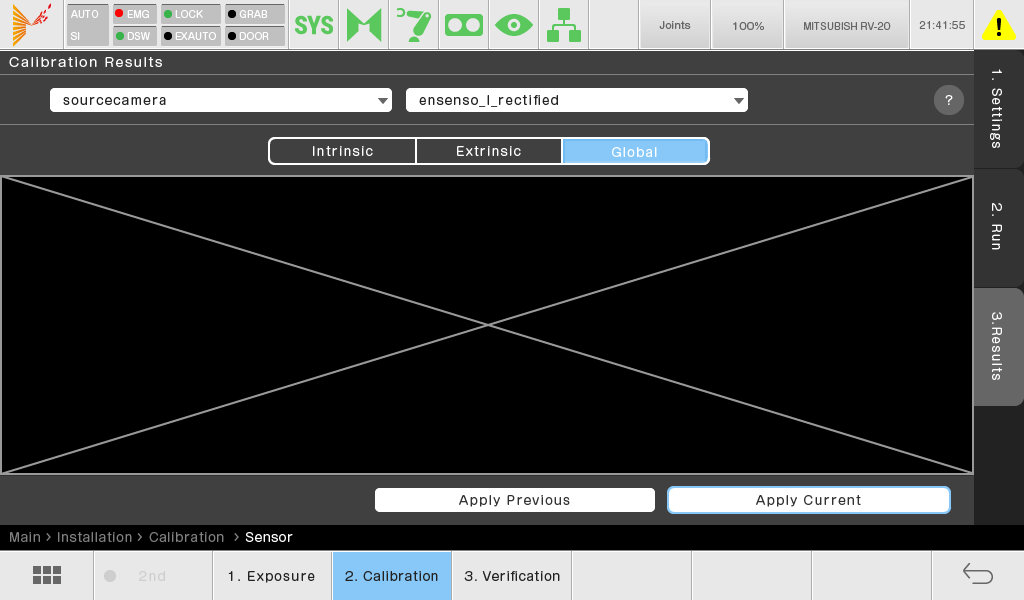 AUTO
EMG
LOCK
GRAB
SI
DSW
EXAUTO
DOOR
SYS
Joints
100%
MITSUBISH RV-20
21:41:55
Calibration Results
sourcecamera
ensenso_l_rectified
?
Intrinsic
Extrinsic
Global
1. Settings
2. Run
3.Results
Apply Previous
Apply Current
Main > Installation > Calibration > Sensor
2nd
1. Exposure
2. Calibration
3. Verification